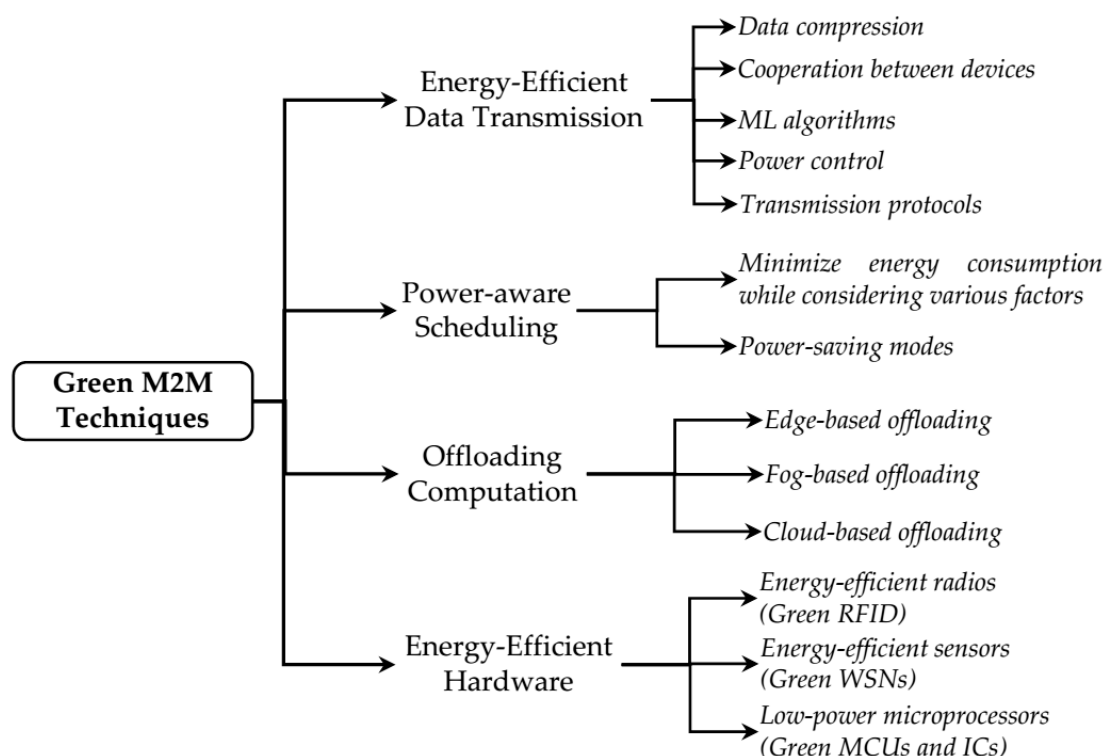 Green M2M
Techniques
Energy-Efficient
Data Transmission
Data compression
Cooperation between devices
ML algorithms
Power control
Transmission protocols
Power-aware
Scheduling
Minimize energy consumption
while considering various factors
Power-saving modes
Offloading
Computation
Edge-based offloading
Fog-based offloading
Cloud-based offloading
Energy-Efficient
Hardware
Energy-efficient radios
(Green RFID)
Energy-efficient sensors
(Green WSNs)
Low-power microprocessors
(Green MCUs and ICs)